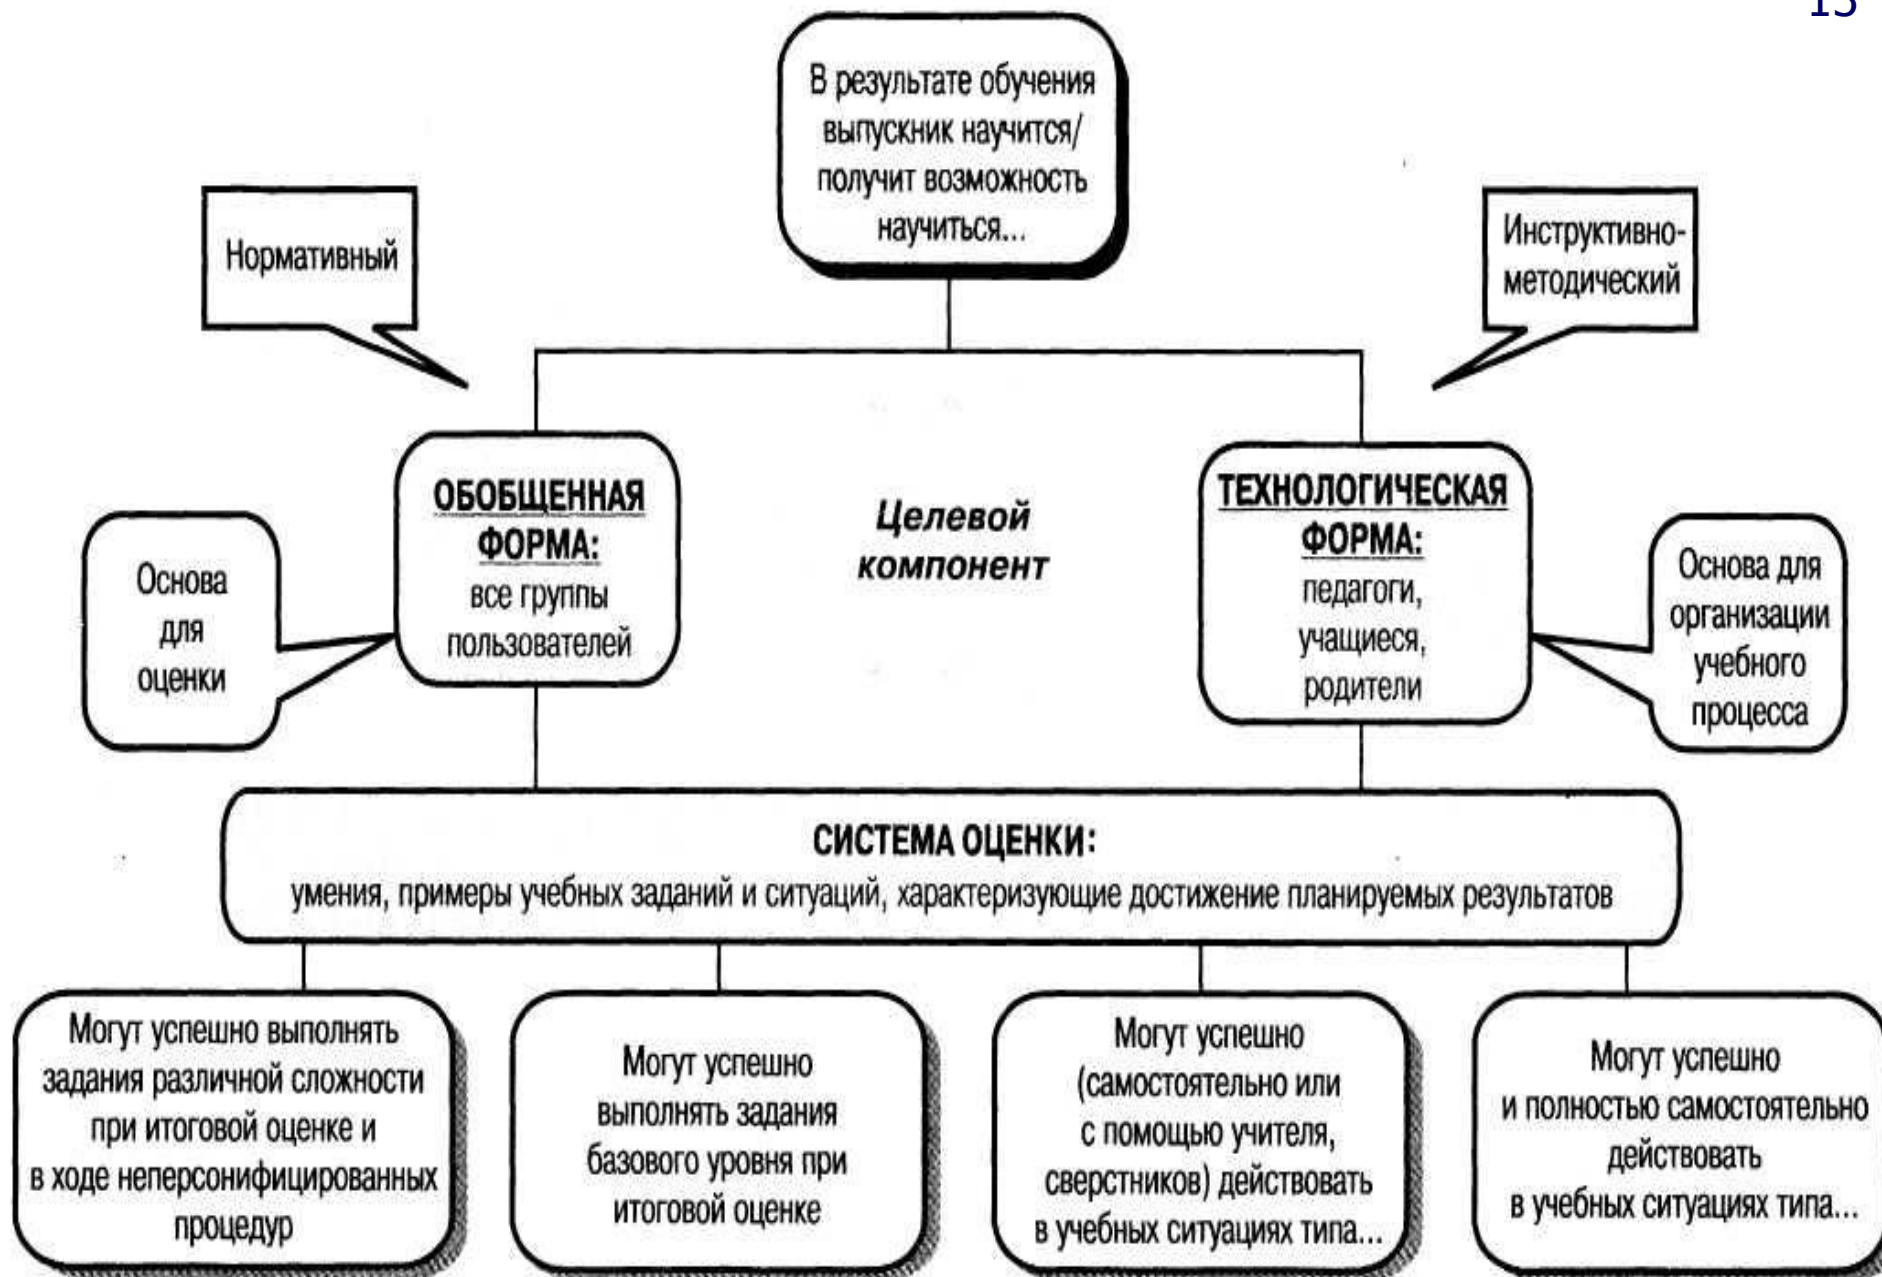 15
В результате обучения
выпускник научится/
получит возможность
научиться...
Нормативный
Инструктивно-
методический
ОБОБЩЕННАЯ
ФОРМА:
все группы
пользователей
Целевой
компонент
ТЕХНОЛОГИЧЕСКАЯ
ФОРМА:
педагоги,
учащиеся,
родители
Основа
для
оценки
Основа для
организации
учебного
процесса
СИСТЕМА ОЦЕНКИ:
умения, примеры учебных заданий и ситуаций, характеризующие достижение планируемых результатов
Могут успешно выполнять
задания различной сложности
при итоговой оценке и
в ходе неперсонифицированных
процедур
Могут успешно
выполнять задания
базового уровня при
итоговой оценке
Могут успешно
(самостоятельно или
с помощью учителя,
сверстников) действовать
в учебных ситуациях типа...
Могут успешно
и полностью самостоятельно
действовать
в учебных ситуациях типа...